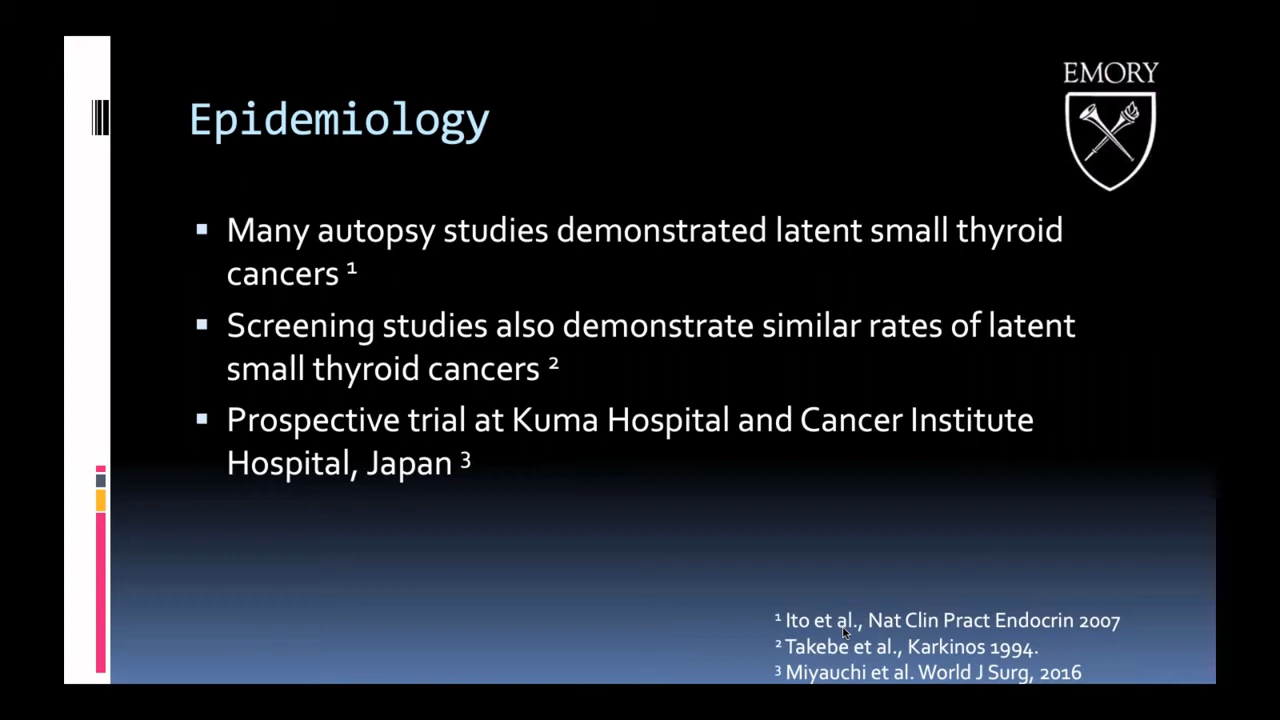 EMORY
Epidemiology
Many autopsy studies demonstrated latent small thyroid
cancers ¹
Screening studies also demonstrate similar rates of latent
small thyroid cancers ²
Prospective trial at Kuma Hospital and Cancer Institute
Hospital, Japan ³
¹ Ito et al., Nat Clin Pract Endocrin 2007
² Takebe et al., Karkinos 1994.
³ Miyauchi et al. World J Surg, 2016